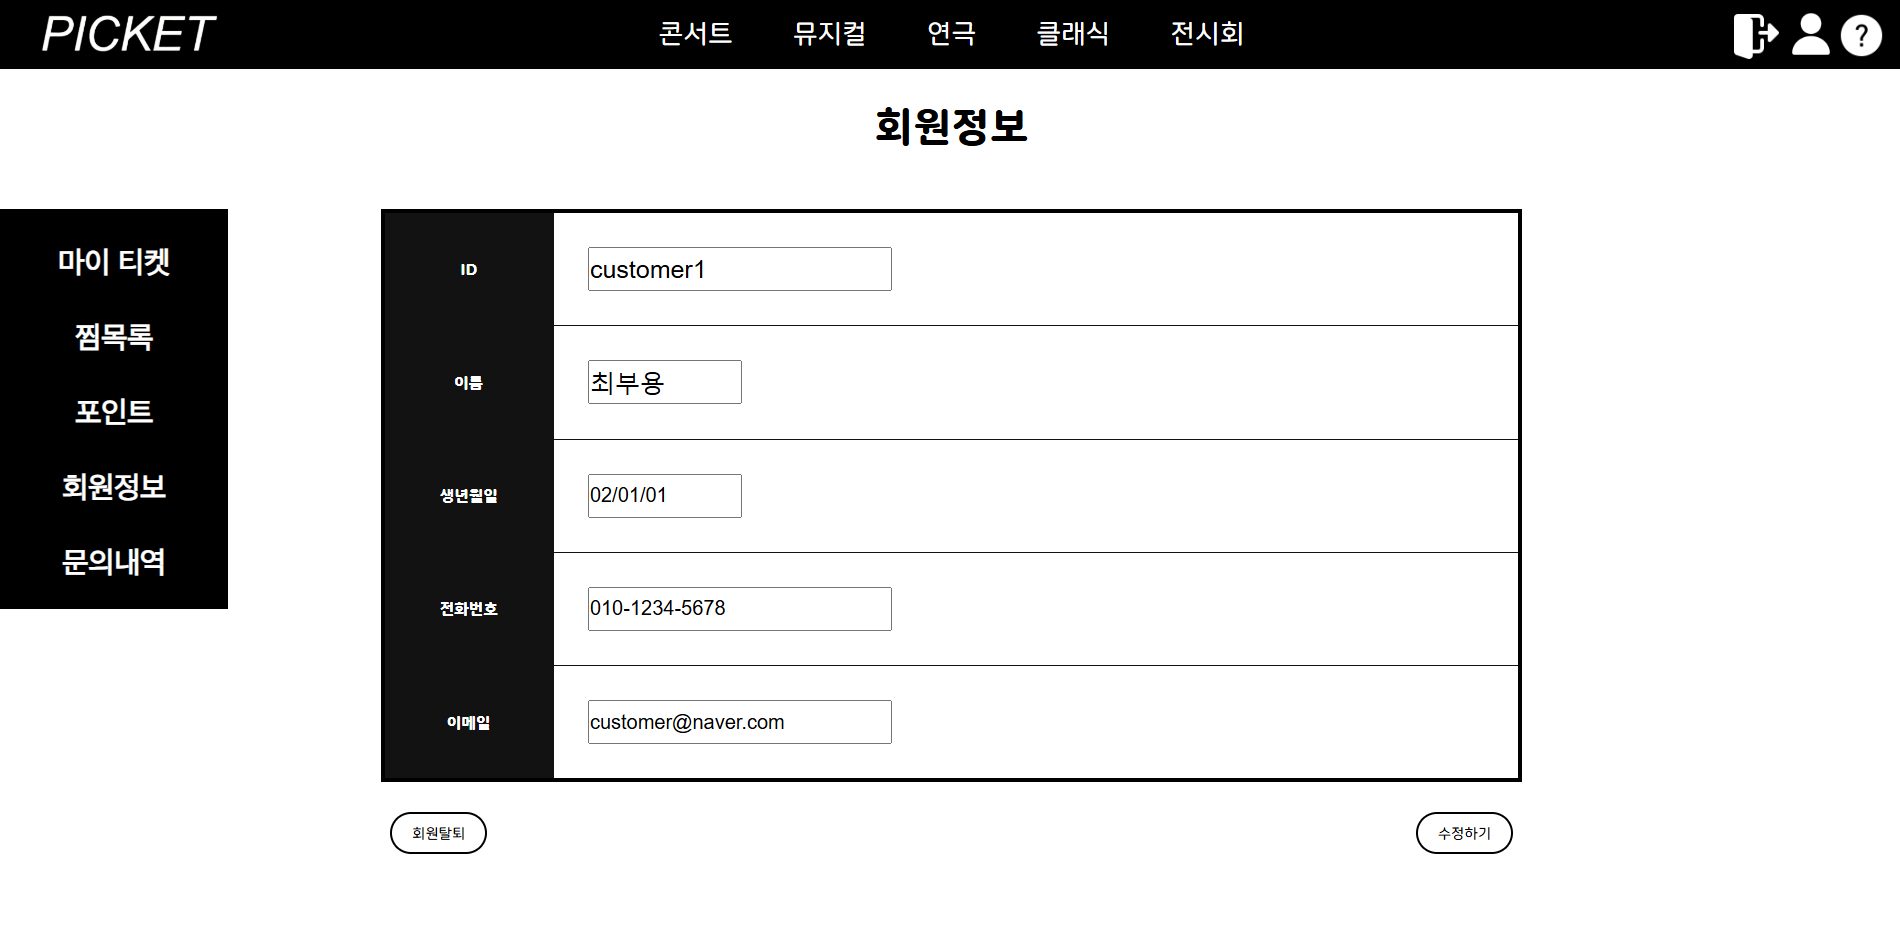 PICKET
콘서트 뮤지컬 연극 클래식 전시회
?
회원정보
마이 티켓
찜목록
포인트
회원정보
문의내역
ID customer1
이름 최부용
생년월일 02/01/01
전화번호 010-1234-5678
이메일 customer@naver.com
회원탈퇴 수정하기